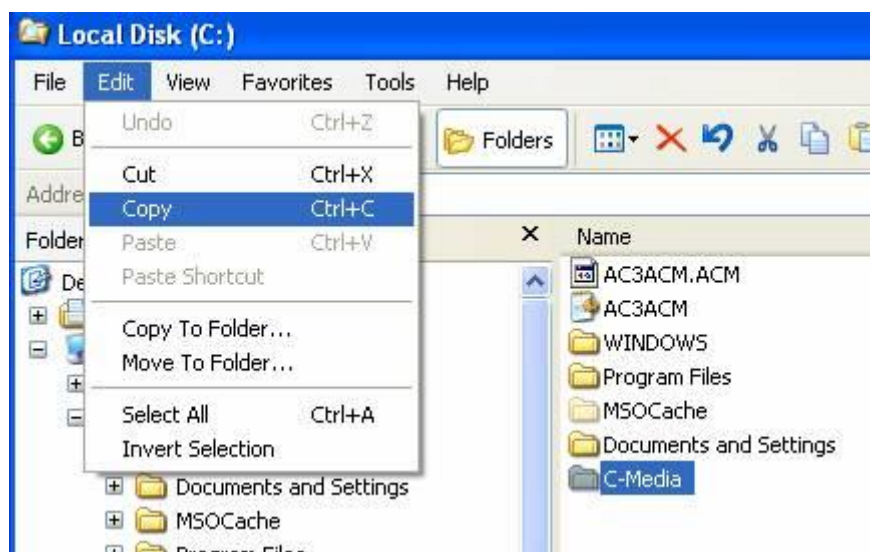 Local Disk (C:)
File Edit View Favorites Tools Help
Folders
Undo Ctrl+Z
Cut Ctrl+X
Copy Ctrl+C
Paste Ctrl+V
Paste Shortcut
Copy To Folder...
Move To Folder...
Select All Ctrl+A
Invert Selection
Documents and Settings
MSOCache
Program Files
Name
AC3ACM.ACM
AC3ACM
WINDOWS
Program Files
MSOCache
Documents and Settings
C-Media